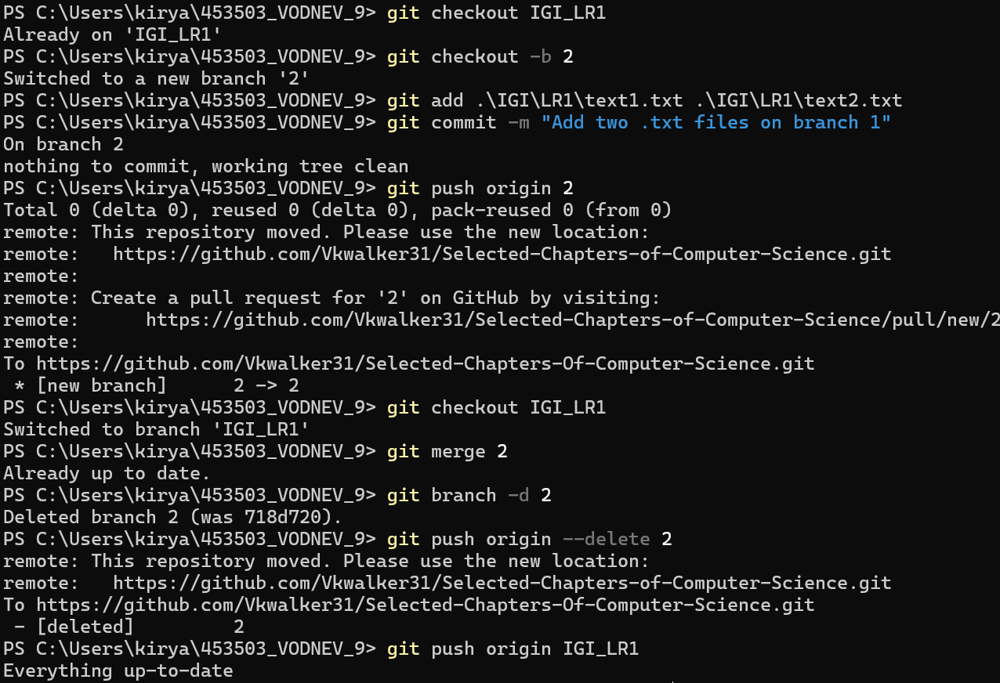 PS C:\Users\kirya\453503_VODNEV_9> git checkout IGI_LR1
Already on 'IGI_LR1'
PS C:\Users\kirya\453503_VODNEV_9> git checkout -b 2
Switched to a new branch '2'
PS C:\Users\kirya\453503_VODNEV_9> git add .\IGI\LR1\text1.txt .\IGI\LR1\text2.txt
PS C:\Users\kirya\453503_VODNEV_9> git commit -m "Add two .txt files on branch 1"
On branch 2
nothing to commit, working tree clean
PS C:\Users\kirya\453503_VODNEV_9> git push origin 2
Total 0 (delta 0), reused 0 (delta 0), pack-reused 0 (from 0)
remote: This repository moved. Please use the new location:
remote:   https://github.com/Vkwalker31/Selected-Chapters-of-Computer-Science.git
remote:
remote: Create a pull request for '2' on GitHub by visiting:
remote:      https://github.com/Vkwalker31/Selected-Chapters-of-Computer-Science/pull/new/2
remote:
To https://github.com/Vkwalker31/Selected-Chapters-Of-Computer-Science.git
 * [new branch]      2 -> 2
PS C:\Users\kirya\453503_VODNEV_9> git checkout IGI_LR1
Switched to branch 'IGI_LR1'
PS C:\Users\kirya\453503_VODNEV_9> git merge 2
Already up to date.
PS C:\Users\kirya\453503_VODNEV_9> git branch -d 2
Deleted branch 2 (was 718d720).
PS C:\Users\kirya\453503_VODNEV_9> git push origin --delete 2
remote: This repository moved. Please use the new location:
remote:   https://github.com/Vkwalker31/Selected-Chapters-of-Computer-Science.git
To https://github.com/Vkwalker31/Selected-Chapters-Of-Computer-Science.git
 - [deleted]         2
PS C:\Users\kirya\453503_VODNEV_9> git push origin IGI_LR1
Everything up-to-date